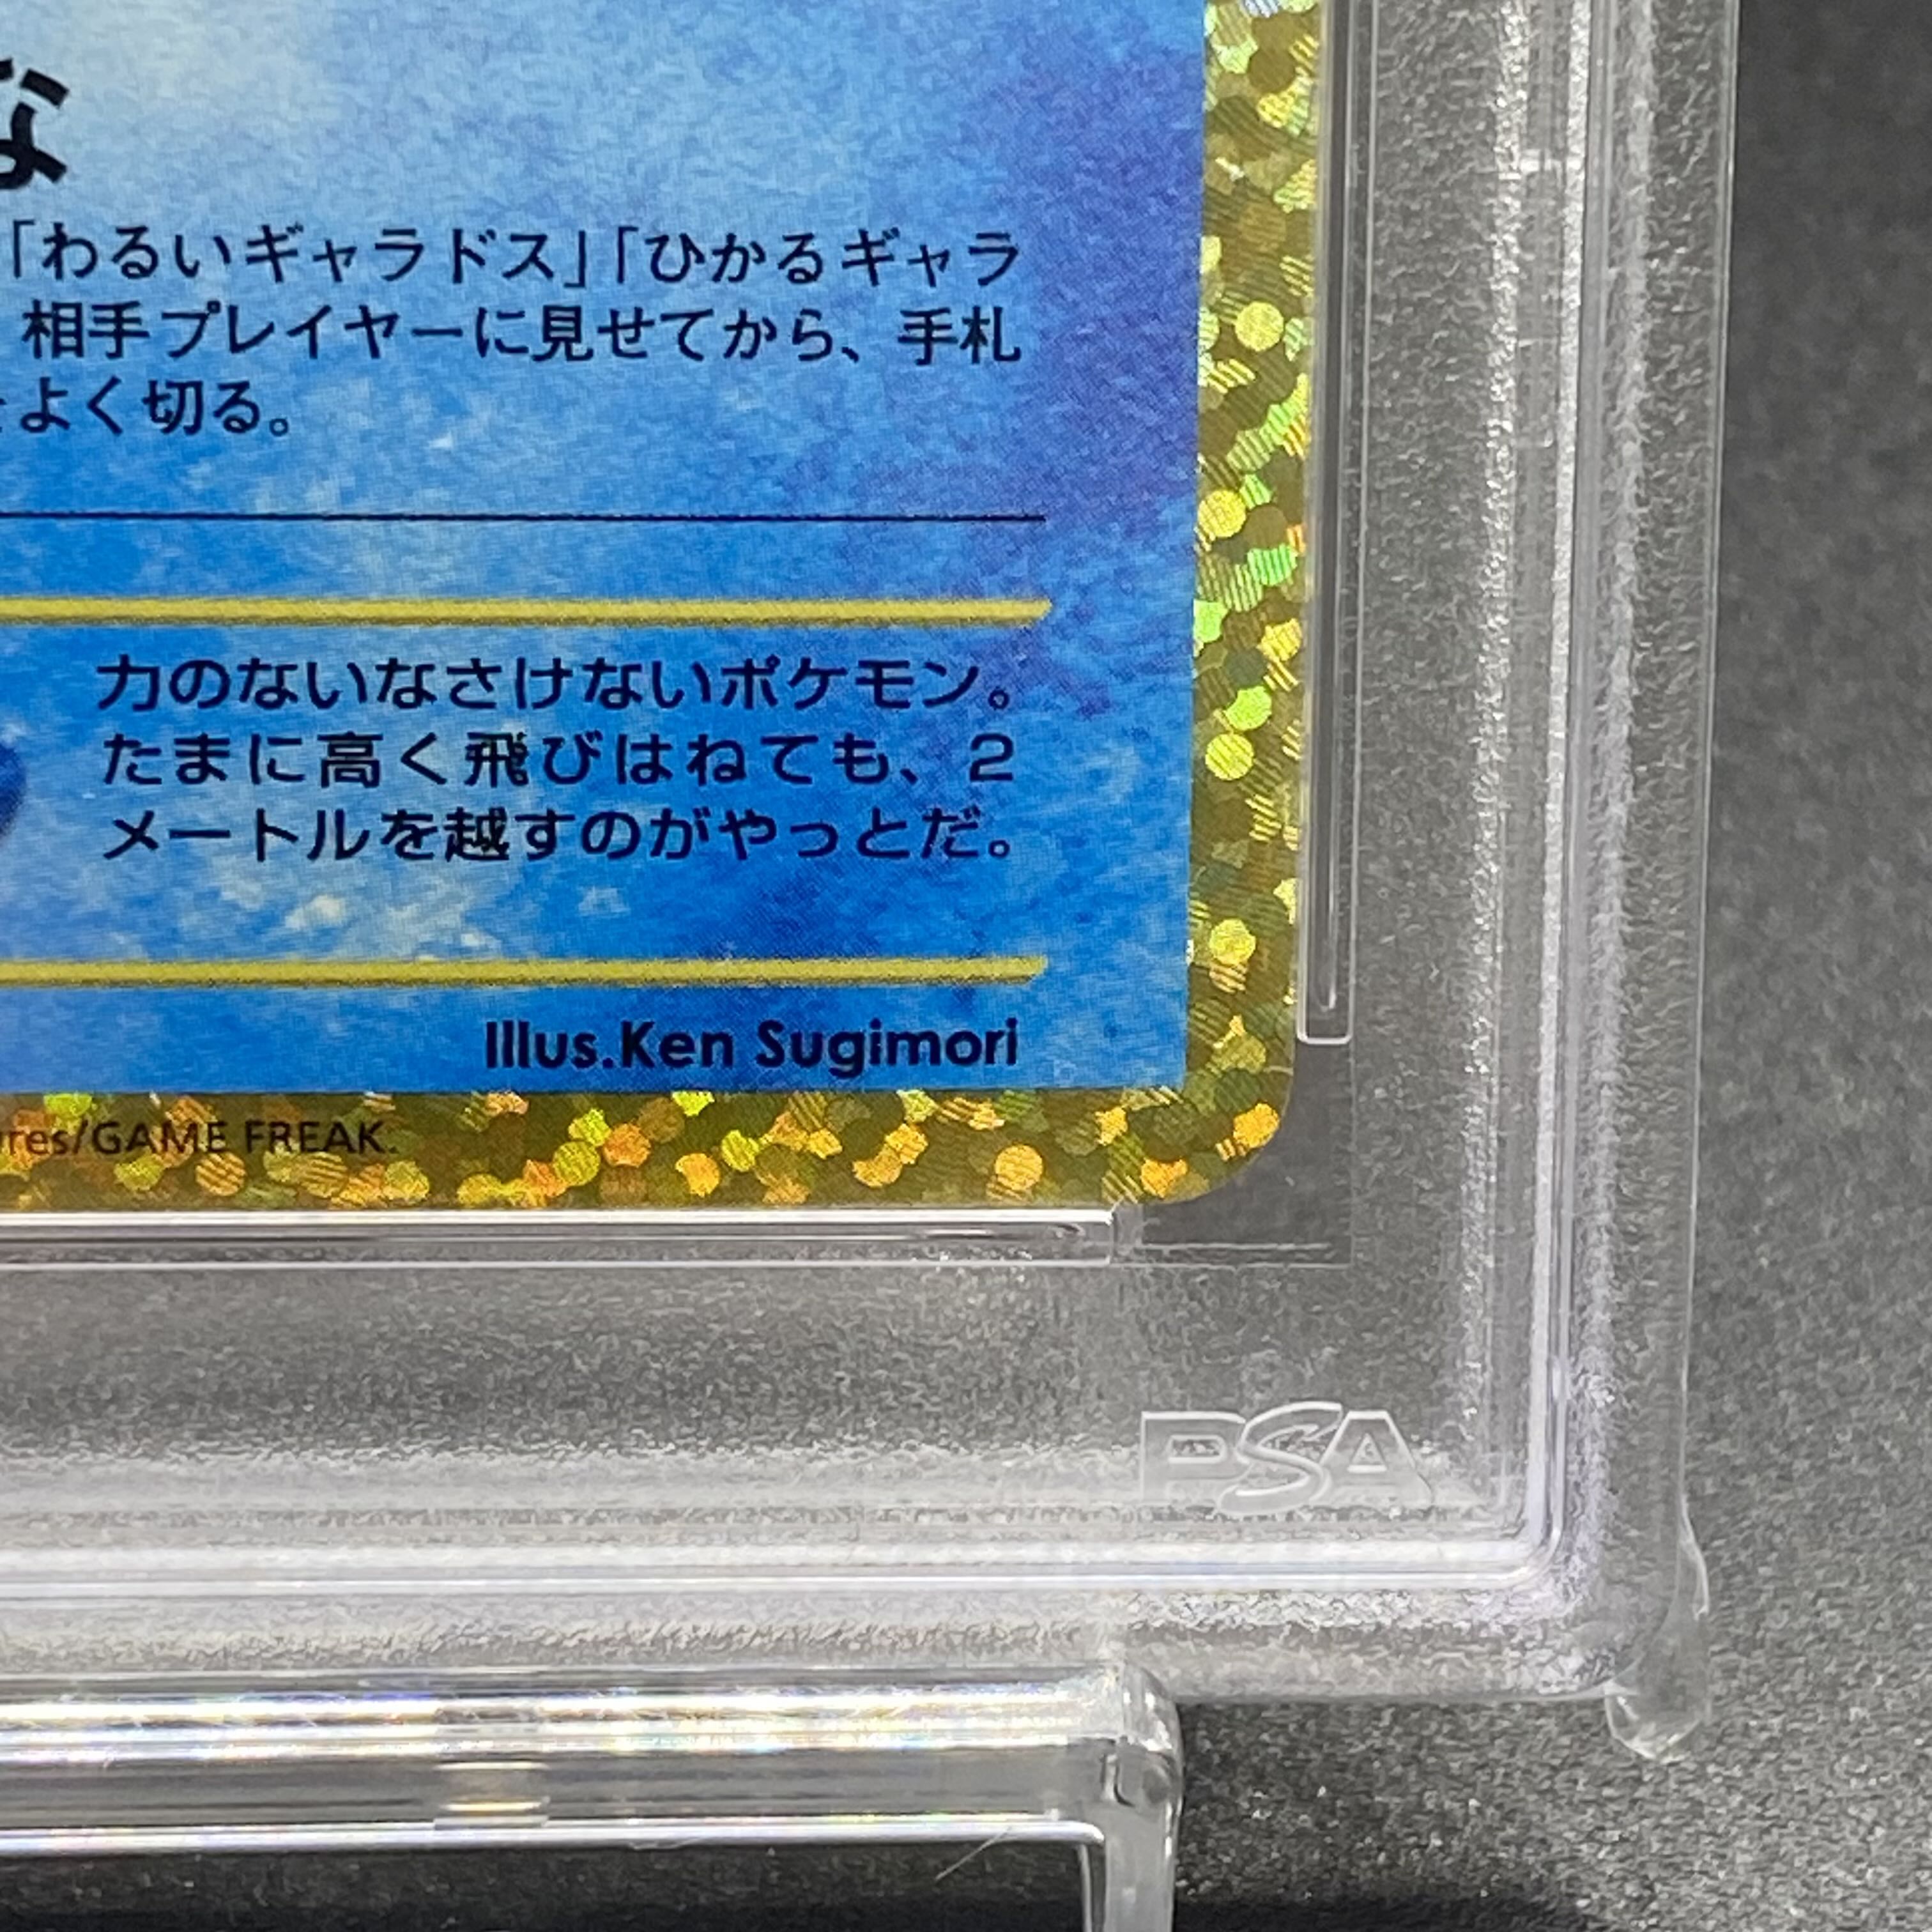 な
「わるいギャラドス」「ひかるギャラ
相手プレイヤーに見せてから、手札
をよく切る。
力のないなさけないポケモン。
たまに高く飛びはねても、2
メートルを越すのがやっとだ。
Illus.Ken Sugimori
res/GAME FREAK.
PSA